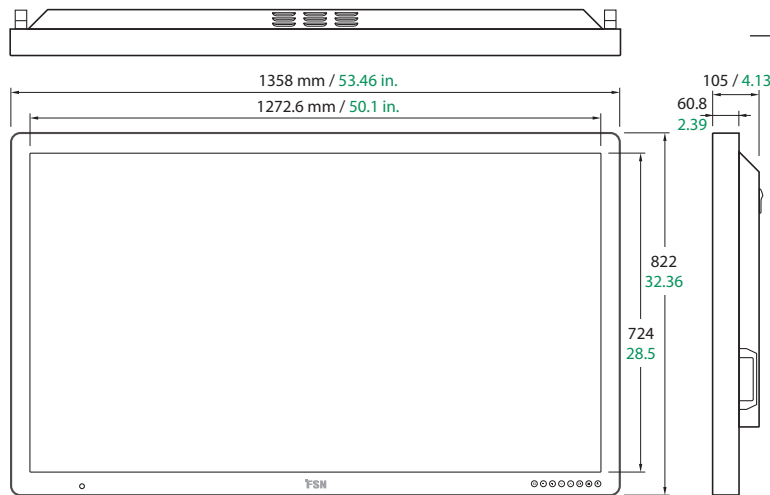 1358 mm / 53.46 in.
105 / 4.13
1272.6 mm / 50.1 in.
60.8
2.39
822
32.36
724
28.5
FSN